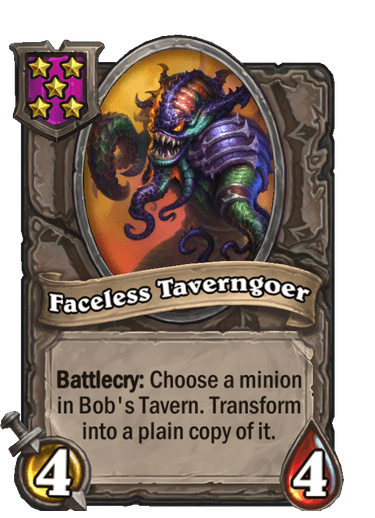 Faceless Taverngoer
Battlecry: Choose a minion
in Bob's Tavern. Transform
into a plain copy of it.
4
4